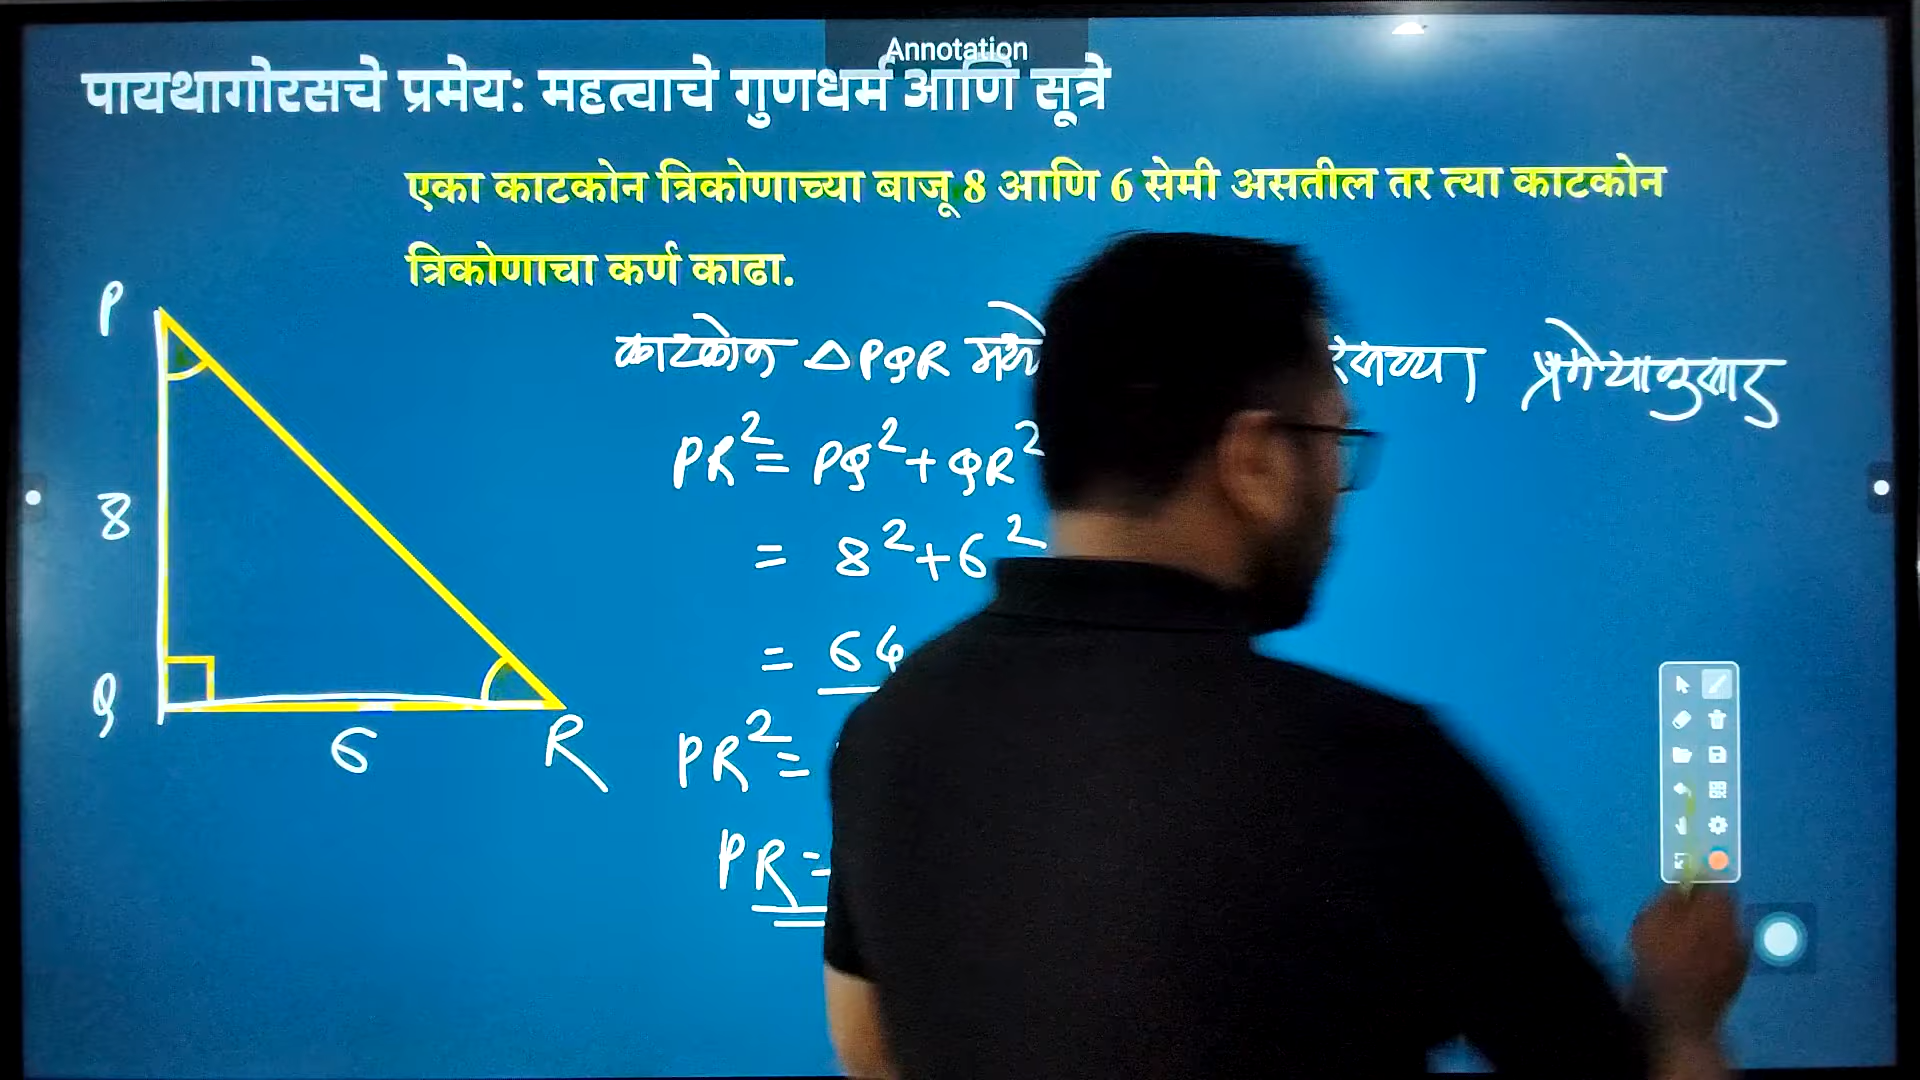 Annotation
पायथागोरसचे प्रमेय: महत्वाचे गुणधर्म आणि सूत्रे
एका काटकोन त्रिकोणाच्या बाजू 8 आणि 6 सेमी असतील तर त्या काटकोन
त्रिकोणाचा कर्ण काढा.
P
काटकोन △PQR मध्ये प्रमेयानुसार
PR² = PQ² + QR²
8
= 8² + 6²
= 64
Q
6
R
PR² =
PR =